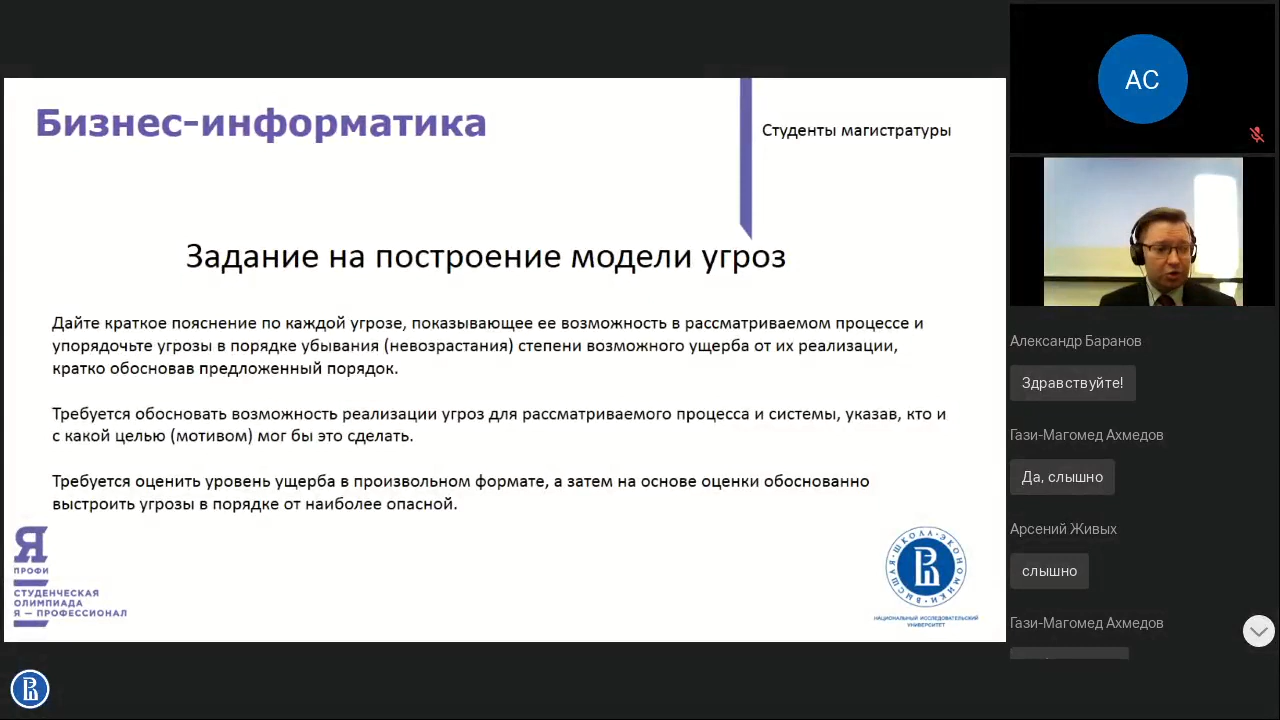 Бизнес-информатика
Студенты магистратуры
Задание на построение модели угроз
Дайте краткое пояснение по каждой угрозе, показывающее ее возможность в рассматриваемом процессе и
упорядочьте угрозы в порядке убывания (невозрастания) степени возможного ущерба от их реализации,
кратко обосновав предложенный порядок.
Требуется обосновать возможность реализации угроз для рассматриваемого процесса и системы, указав, кто и
с какой целью (мотивом) мог бы это сделать.
Требуется оценить уровень ущерба в произвольном формате, а затем на основе оценки обоснованно
выстроить угрозы в порядке от наиболее опасной.
Я
ПРОФИ
СТУДЕНЧЕСКАЯ
ОЛИМПИАДА
Я — ПРОФЕССИОНАЛ
ВЫСШАЯ ШКОЛА ЭКОНОМИКИ
НАЦИОНАЛЬНЫЙ ИССЛЕДОВАТЕЛЬСКИЙ
УНИВЕРСИТЕТ
АС
Александр Баранов
Здравствуйте!
Гази-Магомед Ахмедов
Да, слышно
Арсений Живых
слышно
Гази-Магомед Ахмедов